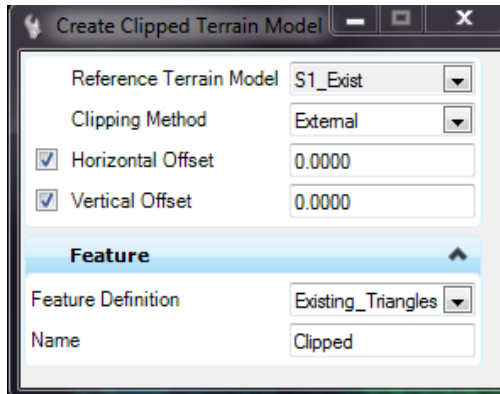 Create Clipped Terrain Model
Reference Terrain Model S1_Exist
Clipping Method External
Horizontal Offset 0.0000
Vertical Offset 0.0000
Feature
Feature Definition Existing_Triangles
Name Clipped